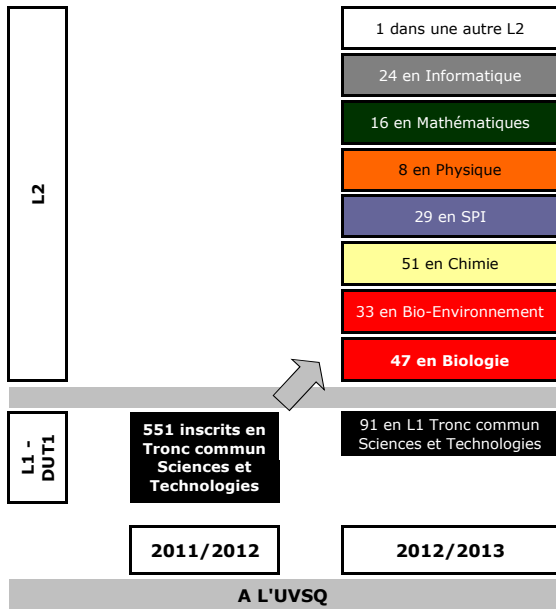 L2
1 dans une autre L2
24 en Informatique
16 en Mathématiques
8 en Physique
29 en SPI
51 en Chimie
33 en Bio-Environnement
47 en Biologie
L1 -
DUT1
551 inscrits en
Tronc commun
Sciences et
Technologies
91 en L1 Tronc commun
Sciences et Technologies
2011/2012
2012/2013
A L'UVSQ